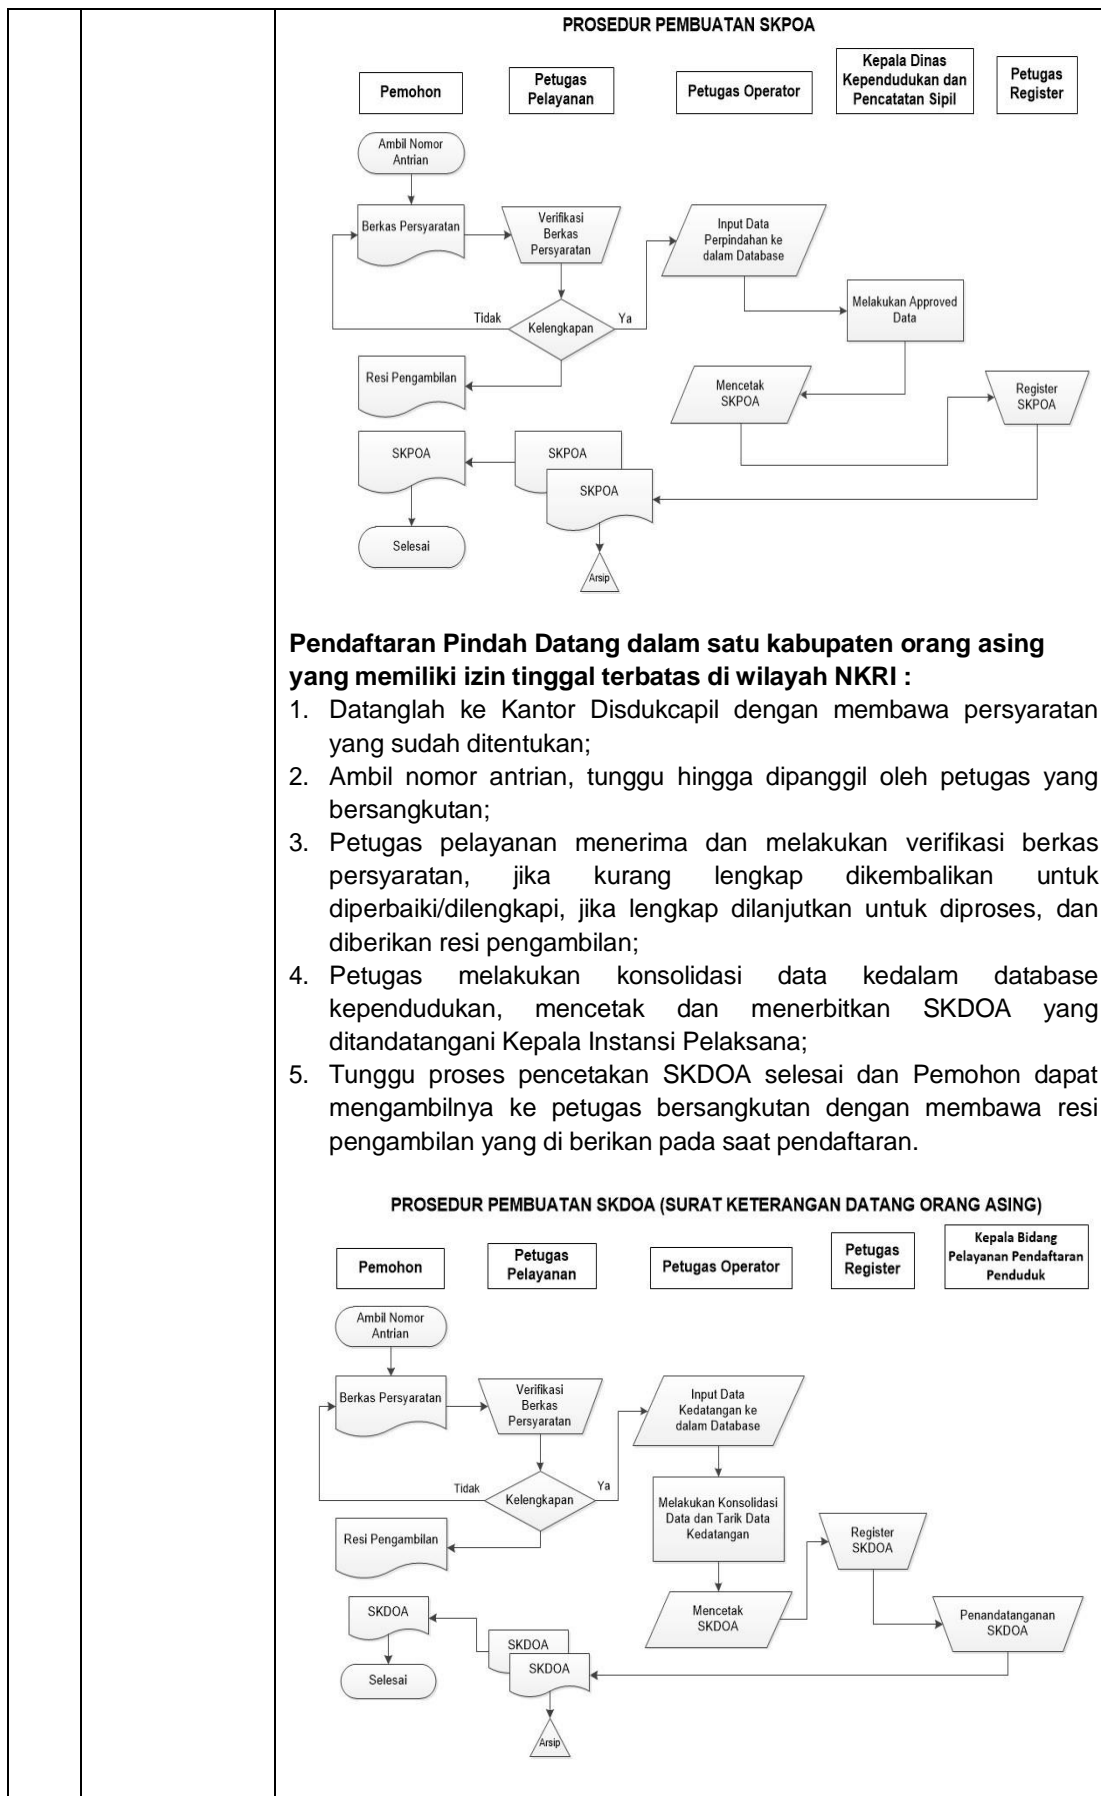 PROSEDUR PEMBUATAN SKPOA
Pemohon
Petugas
Pelayanan
Petugas Operator
Kepala Dinas
Kependudukan dan
Pencatatan Sipil
Petugas
Register
Ambil Nomor
Antrian
Berkas Persyaratan
Verifikasi
Berkas
Persyaratan
Input Data
Perpindahan ke
dalam Database
Melakukan Approved
Data
Tidak
Kelengkapan
Ya
Resi Pengambilan
Mencetak
SKPOA
Register
SKPOA
SKPOA
SKPOA
SKPOA
Selesai
Arsip
Pendaftaran Pindah Datang dalam satu kabupaten orang asing
yang memiliki izin tinggal terbatas di wilayah NKRI :
1. Datanglah ke Kantor Disdukcapil dengan membawa persyaratan
yang sudah ditentukan;
2. Ambil nomor antrian, tunggu hingga dipanggil oleh petugas yang
bersangkutan;
3. Petugas pelayanan menerima dan melakukan verifikasi berkas
persyaratan, jika kurang lengkap dikembalikan untuk
diperbaiki/dilengkapi, jika lengkap dilanjutkan untuk diproses, dan
diberikan resi pengambilan;
4. Petugas melakukan konsolidasi data kedalam database
kependudukan, mencetak dan menerbitkan SKDOA yang
ditandatangani Kepala Instansi Pelaksana;
5. Tunggu proses pencetakan SKDOA selesai dan Pemohon dapat
mengambilnya ke petugas bersangkutan dengan membawa resi
pengambilan yang di berikan pada saat pendaftaran.
PROSEDUR PEMBUATAN SKDOA (SURAT KETERANGAN DATANG ORANG ASING)
Pemohon
Petugas
Pelayanan
Petugas Operator
Petugas
Register
Kepala Bidang
Pelayanan Pendaftaran
Penduduk
Ambil Nomor
Antrian
Berkas Persyaratan
Verifikasi
Berkas
Persyaratan
Input Data
Kedatangan ke
dalam Database
Tidak
Kelengkapan
Ya
Melakukan Konsolidasi
Data dan Tarik Data
Kedatangan
Resi Pengambilan
Register
SKDOA
Mencetak
SKDOA
Penandatanganan
SKDOA
SKDOA
SKDOA
SKDOA
Selesai
Arsip